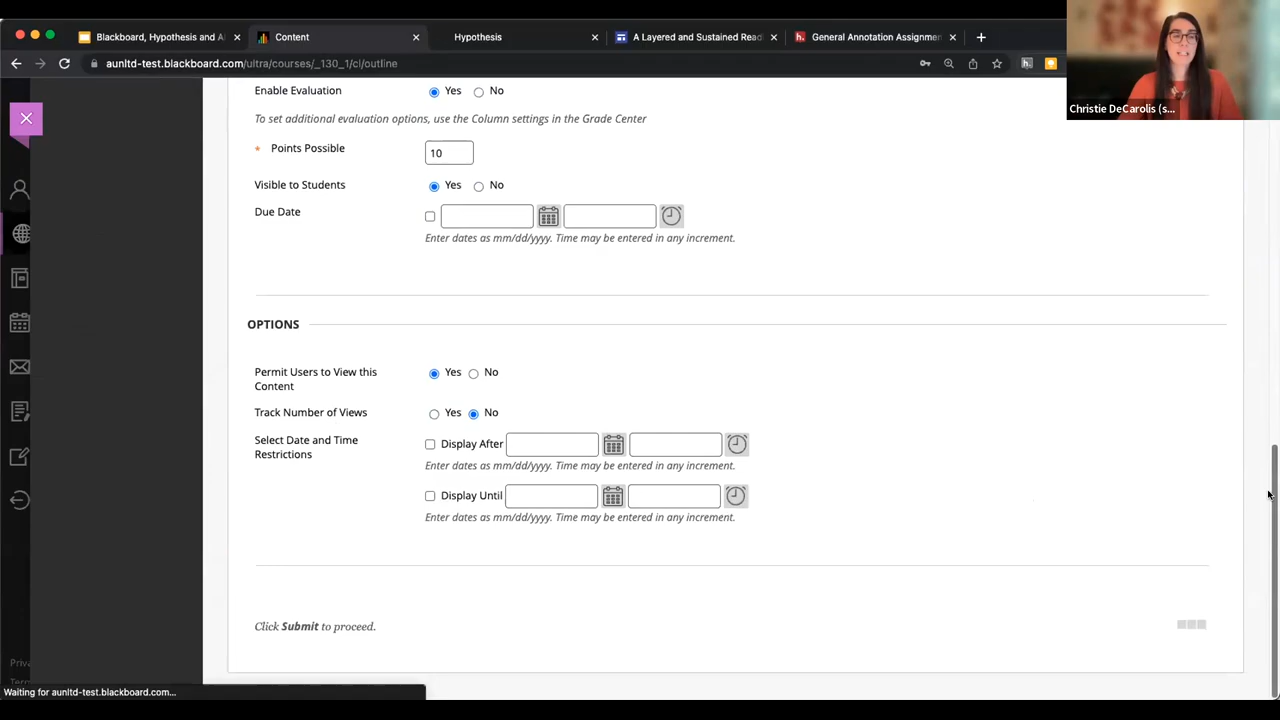 Blackboard, Hypothesis and AI
Content
Hypothesis
A Layered and Sustained Read
General Annotation Assignmen
aunltd-test.blackboard.com/ultra/courses/_130_1/cl/outline
Christie DeCarolis (s...
Enable Evaluation Yes No
To set additional evaluation options, use the Column settings in the Grade Center
* Points Possible 10
Visible to Students Yes No
Due Date
Enter dates as mm/dd/yyyy. Time may be entered in any increment.
OPTIONS
Permit Users to View this
Content Yes No
Track Number of Views Yes No
Select Date and Time
Restrictions
Display After
Enter dates as mm/dd/yyyy. Time may be entered in any increment.
Display Until
Enter dates as mm/dd/yyyy. Time may be entered in any increment.
Click Submit to proceed.
Priva
Waiting for aunltd-test.blackboard.com...